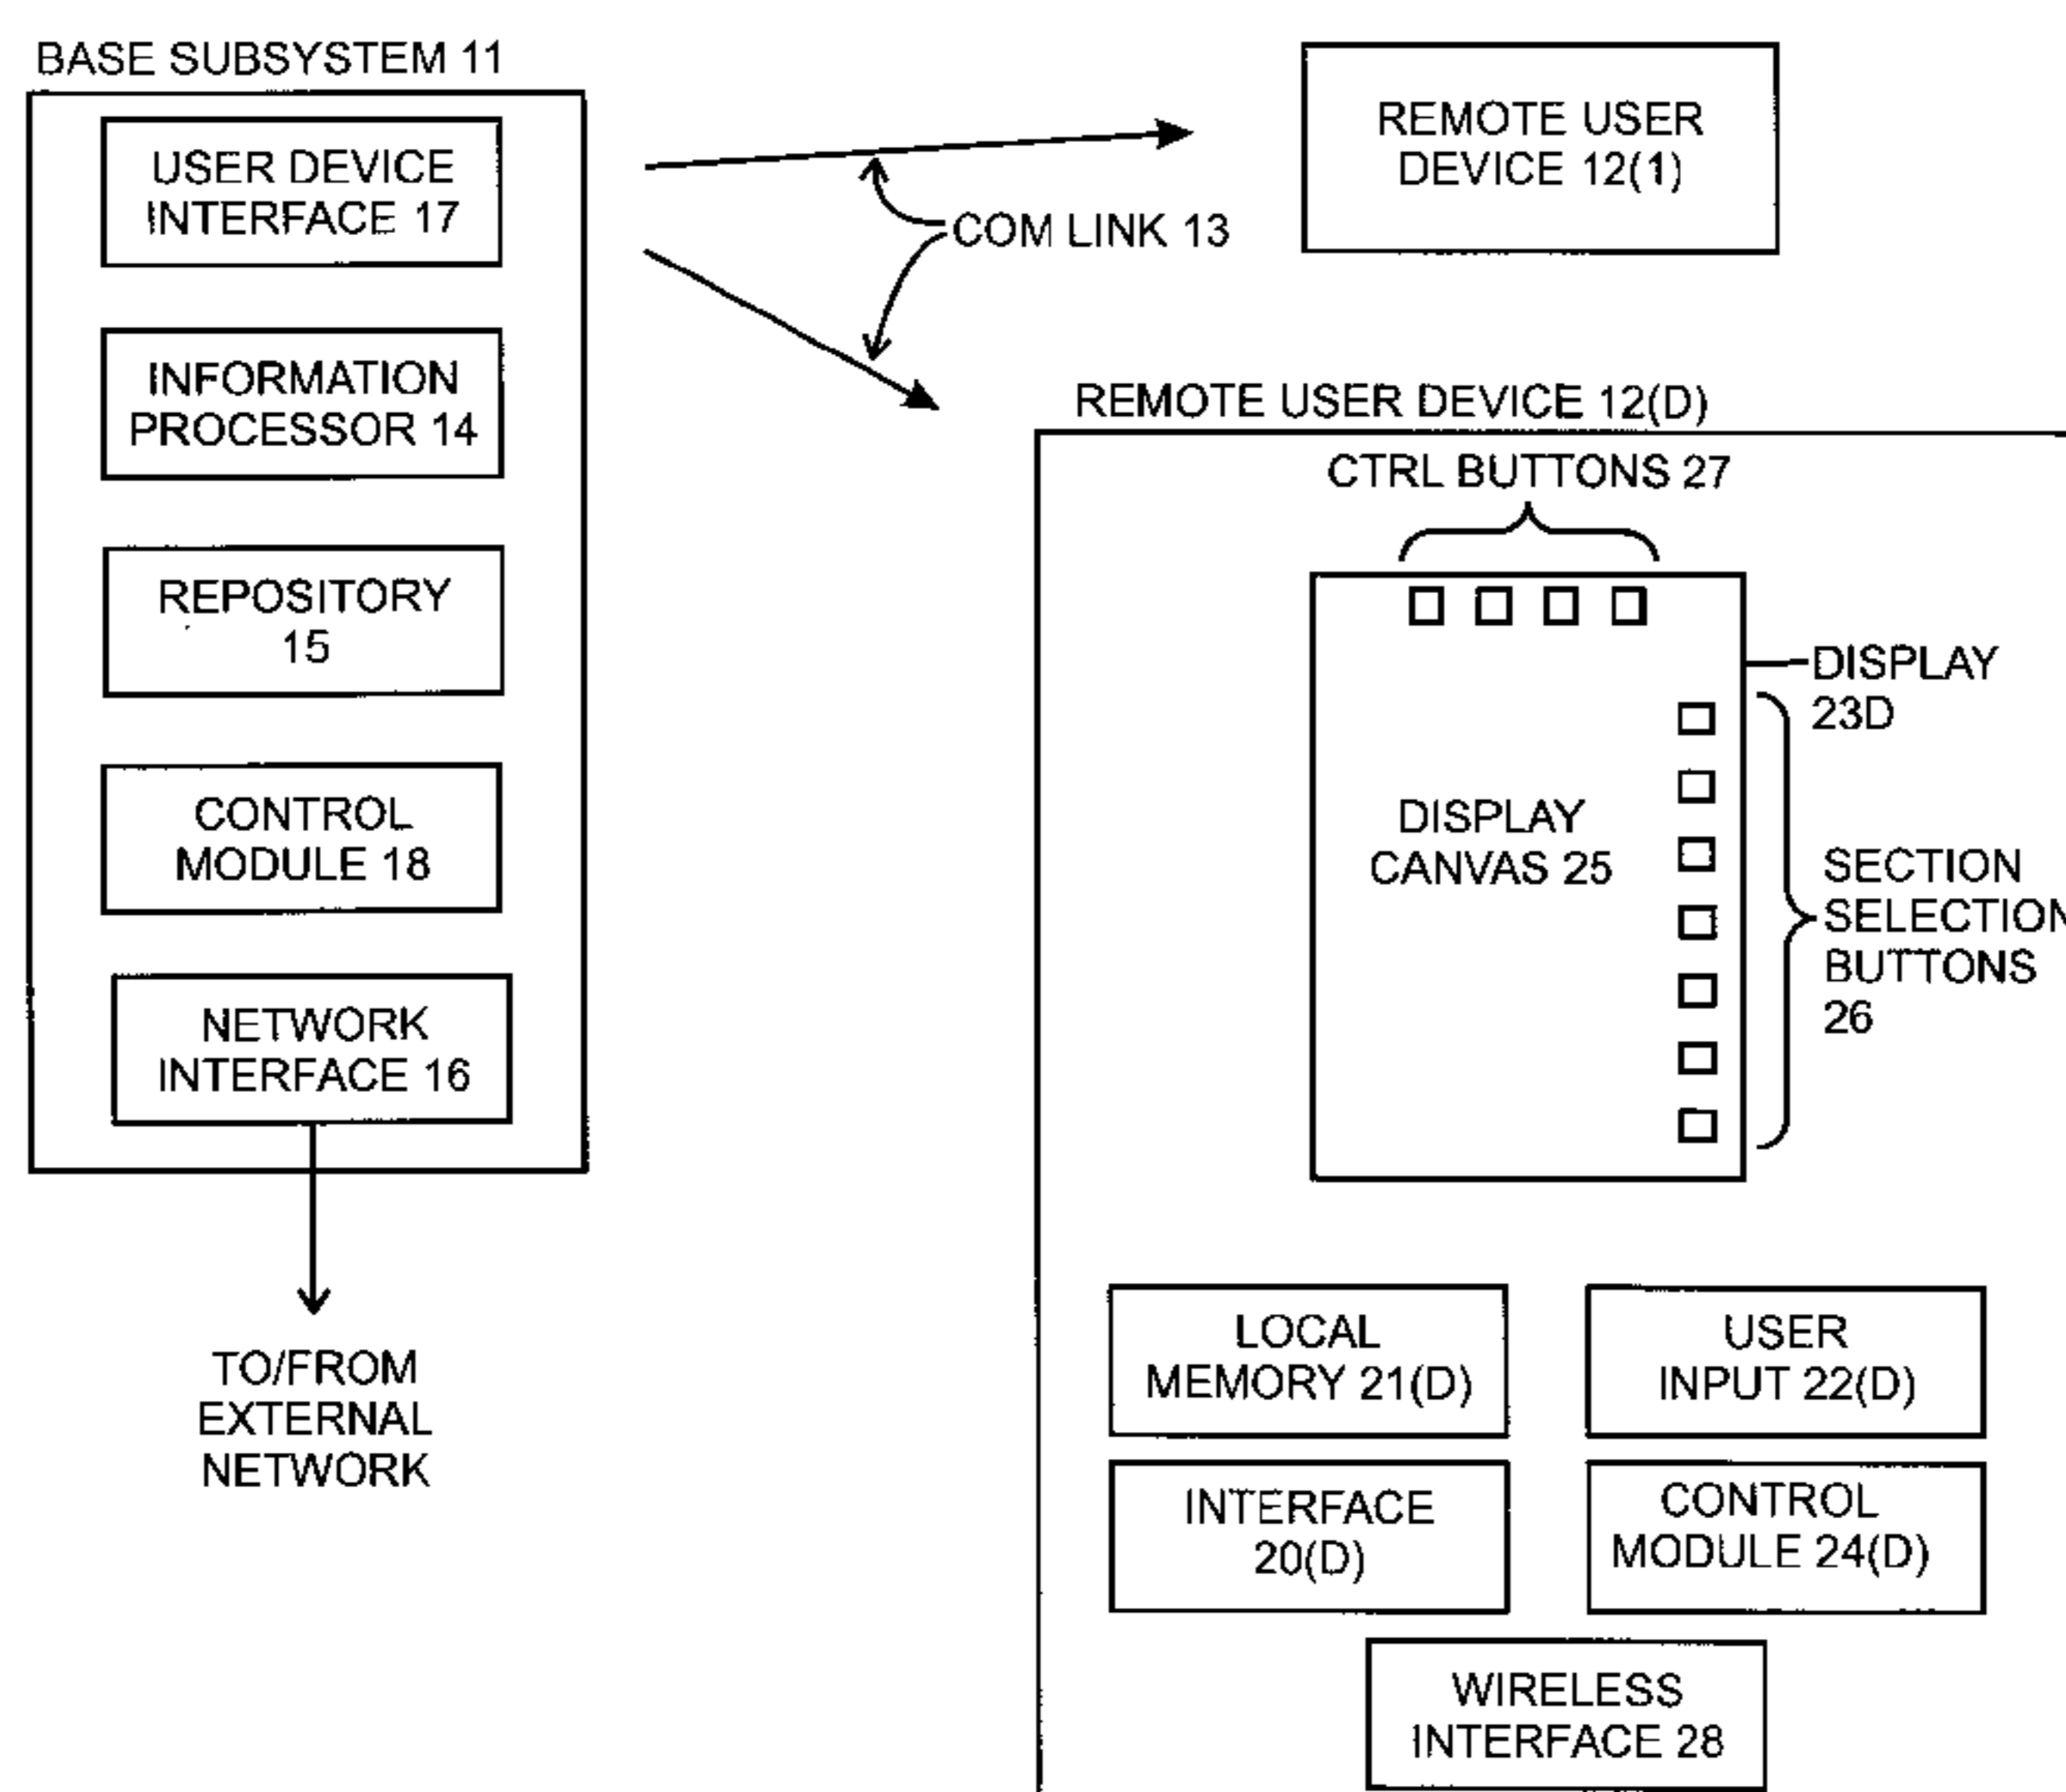 BASE SUBSYSTEM 11
USER DEVICE
INTERFACE 17
INFORMATION
PROCESSOR 14
REPOSITORY
15
CONTROL
MODULE 18
NETWORK
INTERFACE 16
TO/FROM
EXTERNAL
NETWORK
COM LINK 13
REMOTE USER
DEVICE 12(1)
REMOTE USER DEVICE 12(D)
CTRL BUTTONS 27
DISPLAY
23D
DISPLAY
CANVAS 25
SECTION
SELECTION
BUTTONS
26
LOCAL
MEMORY 21(D)
USER
INPUT 22(D)
INTERFACE
20(D)
CONTROL
MODULE 24(D)
WIRELESS
INTERFACE 28